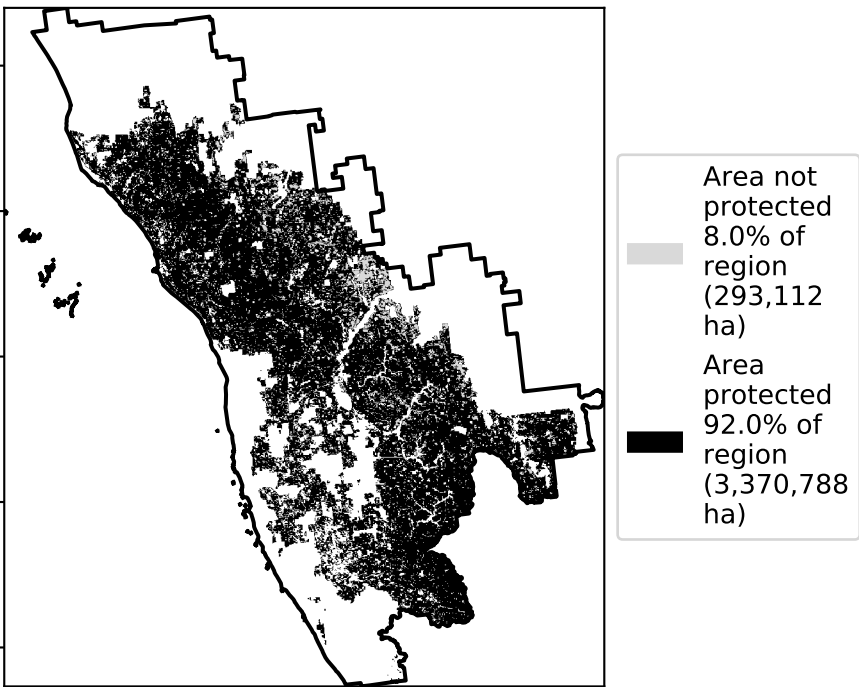 Area not
protected
8.0% of
region
(293,112
ha)
Area
protected
92.0% of
region
(3,370,788
ha)